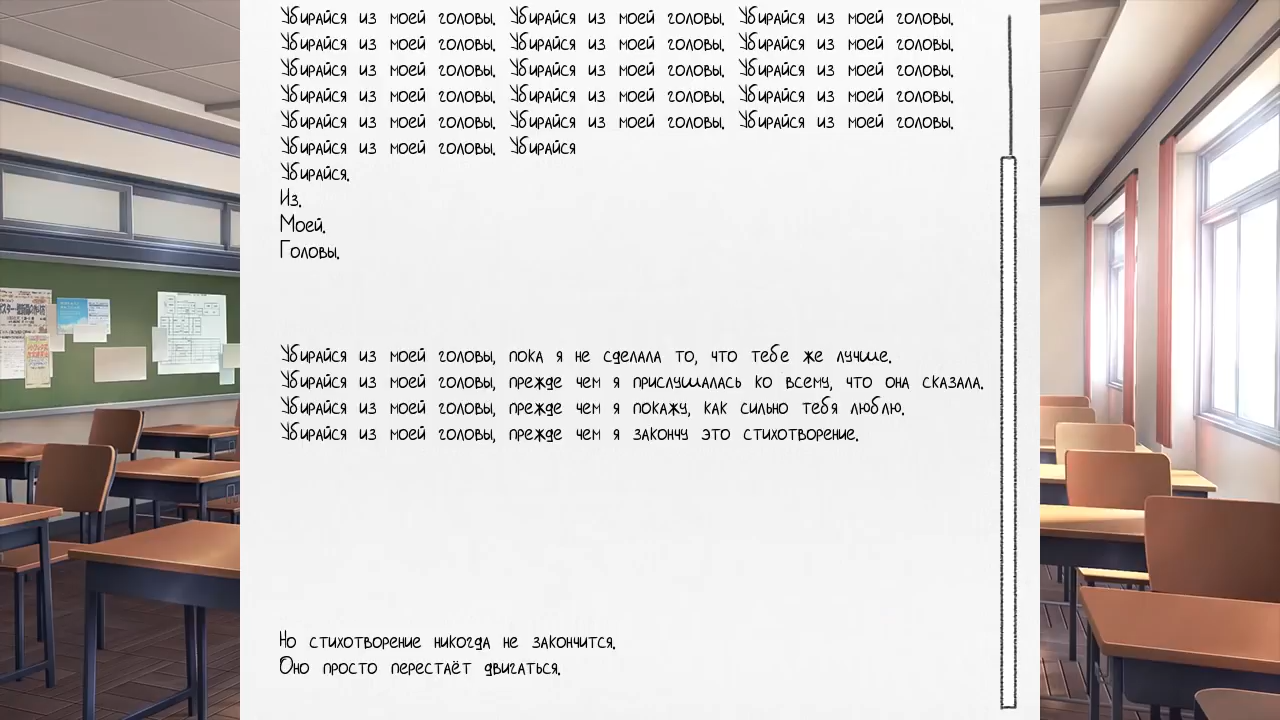 Убирайся из моей головы. Убирайся из моей головы. Убирайся из моей головы.
Убирайся из моей головы. Убирайся из моей головы. Убирайся из моей головы.
Убирайся из моей головы. Убирайся из моей головы. Убирайся из моей головы.
Убирайся из моей головы. Убирайся из моей головы. Убирайся из моей головы.
Убирайся из моей головы. Убирайся из моей головы. Убирайся из моей головы.
Убирайся из моей головы. Убирайся
Убирайся.
Из.
Моей.
Головы.
Убирайся из моей головы, пока я не сделала то, что тебе же лучше.
Убирайся из моей головы, прежде чем я прислушалась ко всему, что она сказала.
Убирайся из моей головы, прежде чем я покажу, как сильно тебя люблю.
Убирайся из моей головы, прежде чем я закончу это стихотворение.
Но стихотворение никогда не закончится.
Оно просто перестаёт двигаться.